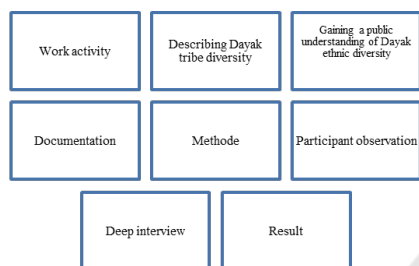 Work activity
Describing Dayak
tribe diversity
Gaining a public
understanding of Dayak
ethnic diversity
Documentation
Methode
Participant observation
Deep interview
Result